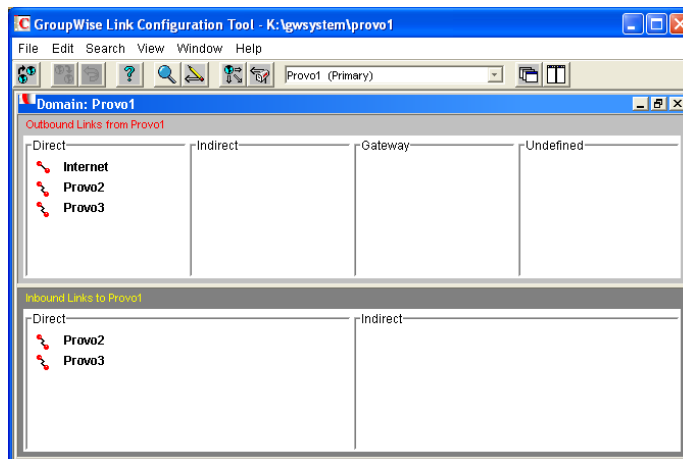 GroupWise Link Configuration Tool - K:\gwsystem\provo1
File Edit Search View Window Help
Provo1 (Primary)
Domain: Provo1
Outbound Links from Provo1
Direct Indirect Gateway Undefined
Internet
Provo2
Provo3
Inbound Links to Provo1
Direct Indirect
Provo2
Provo3